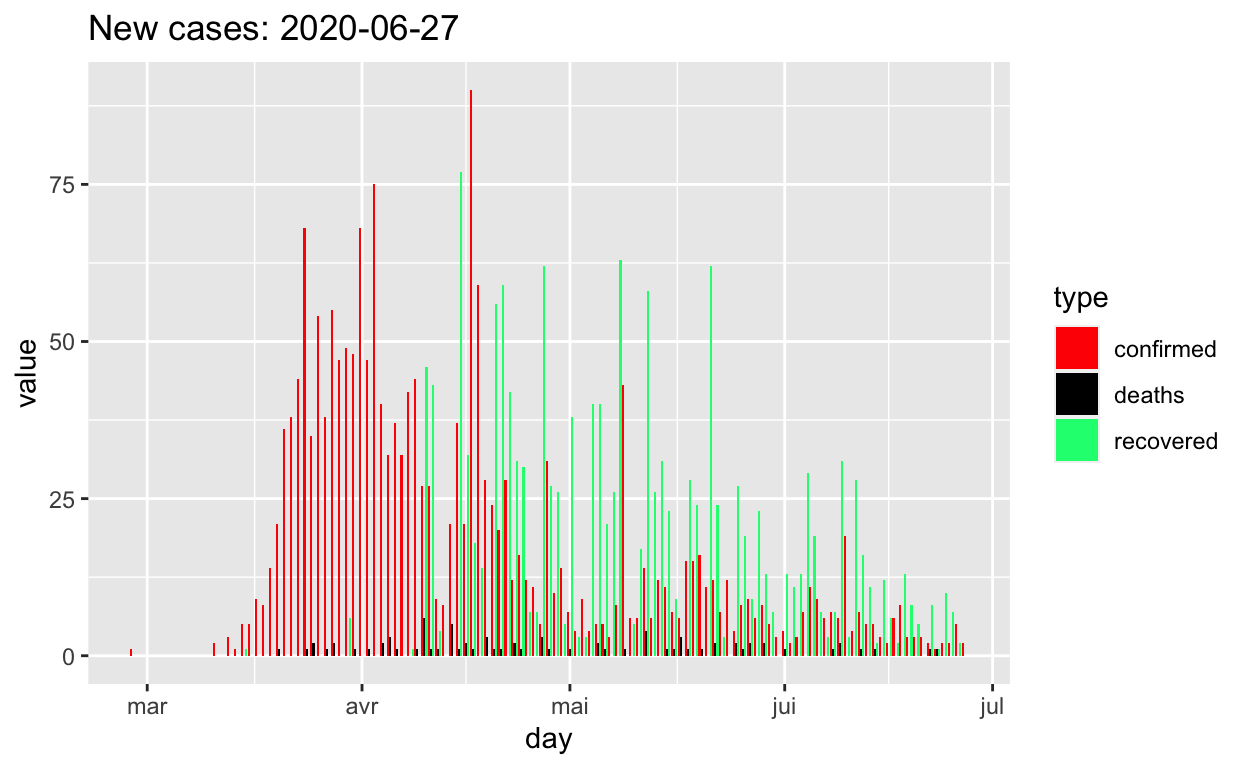 New cases: 2020-06-27
value
75
50
25
0
mar avr mai jui jul
day
type
confirmed
deaths
recovered